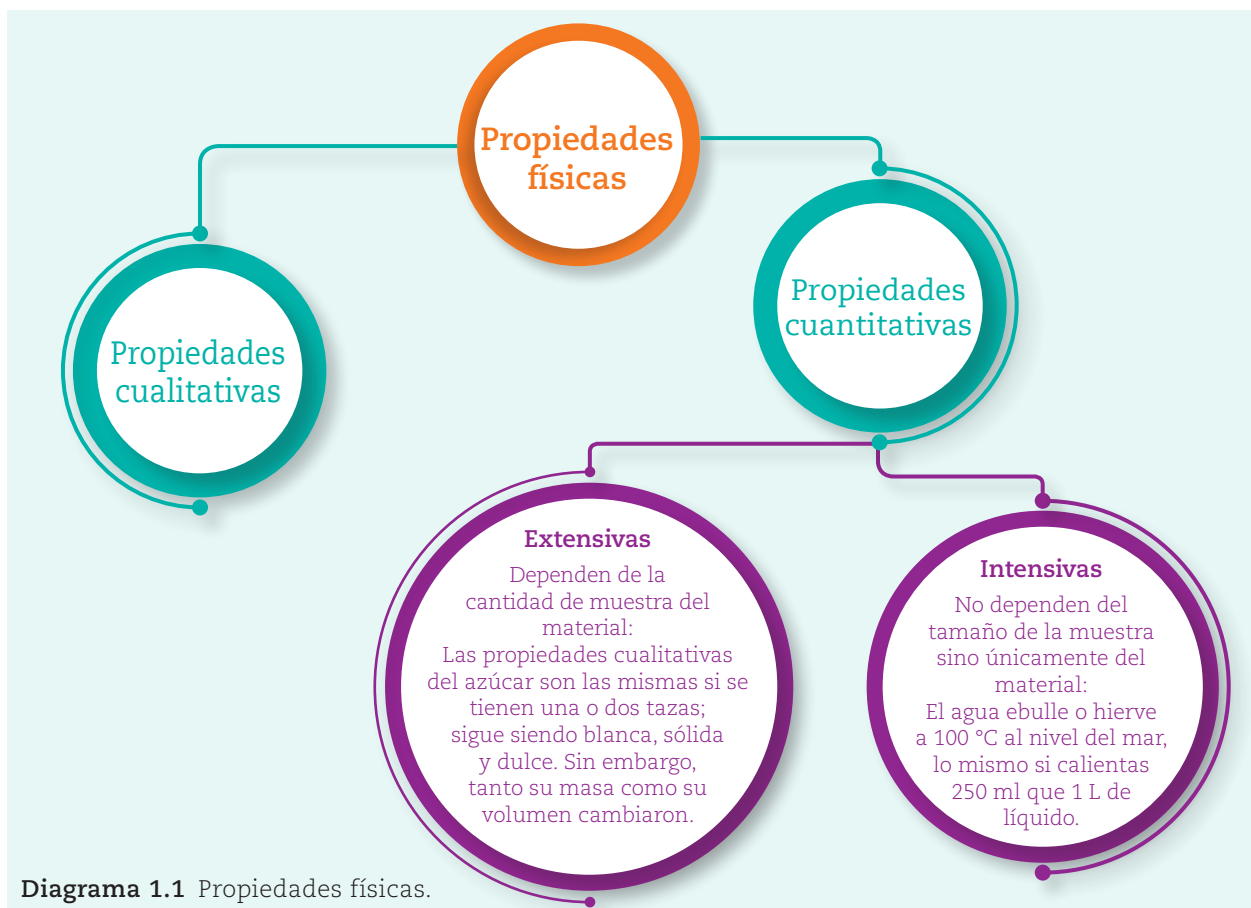 Propiedades
físicas
Propiedades
cualitativas
Propiedades
cuantitativas
Extensivas
Dependen de la
cantidad de muestra del
material:
Las propiedades cualitativas
del azúcar son las mismas si se
tienen una o dos tazas;
sigue siendo blanca, sólida
y dulce. Sin embargo,
tanto su masa como su
volumen cambiaron.
Intensivas
No dependen del
tamaño de la muestra
sino únicamente del
material:
El agua ebulle o hierve
a 100 °C al nivel del mar,
lo mismo si calientas
250 ml que 1 L de
líquido.
Diagrama 1.1 Propiedades físicas.